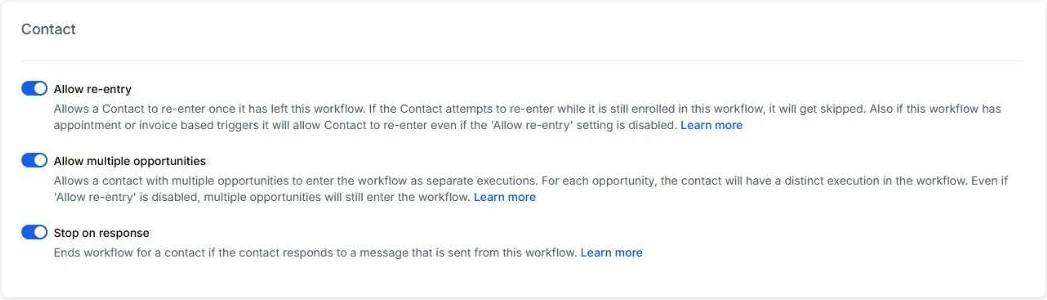 Contact
Allow re-entry
Allows a Contact to re-enter once it has left this workflow. If the Contact attempts to re-enter while it is still enrolled in this workflow, it will get skipped. Also if this workflow has
appointment or invoice based triggers it will allow Contact to re-enter even if the 'Allow re-entry' setting is disabled. Learn more
Allow multiple opportunities
Allows a contact with multiple opportunities to enter the workflow as separate executions. For each opportunity, the contact will have a distinct execution in the workflow. Even if
'Allow re-entry' is disabled, multiple opportunities will still enter the workflow. Learn more
Stop on response
Ends workflow for a contact if the contact responds to a message that is sent from this workflow. Learn more